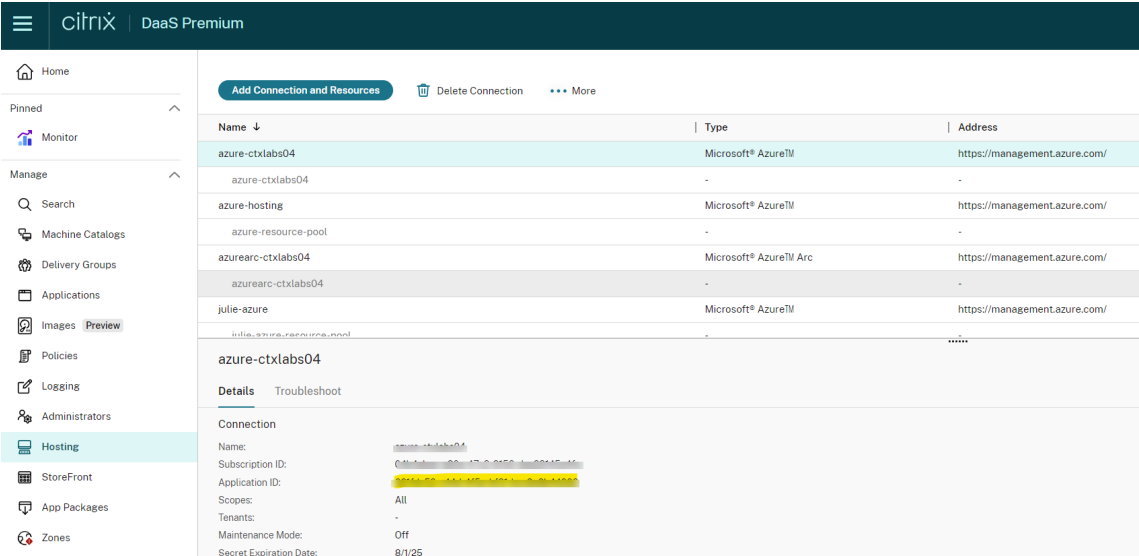 citrix DaaS Premium
Home
Pinned
Monitor
Manage
Search
Machine Catalogs
Delivery Groups
Applications
Images Preview
Policies
Logging
Administrators
Hosting
StoreFront
App Packages
Zones
Add Connection and Resources Delete Connection More
Name Type Address
azure-ctxlabs04 Microsoft® Azure™ https://management.azure.com/
azure-ctxlabs04 - -
azure-hosting Microsoft® Azure™ https://management.azure.com/
azure-resource-pool - -
azurearc-ctxlabs04 Microsoft® Azure™ Arc https://management.azure.com/
azurearc-ctxlabs04 - -
julie-azure Microsoft® Azure™ https://management.azure.com/
julie-azure-resource-pool - -
azure-ctxlabs04
Details Troubleshoot
Connection
Name:
Subscription ID:
Application ID:
Scopes: All
Tenants: -
Maintenance Mode: Off
Secret Expiration Date: 8/1/25